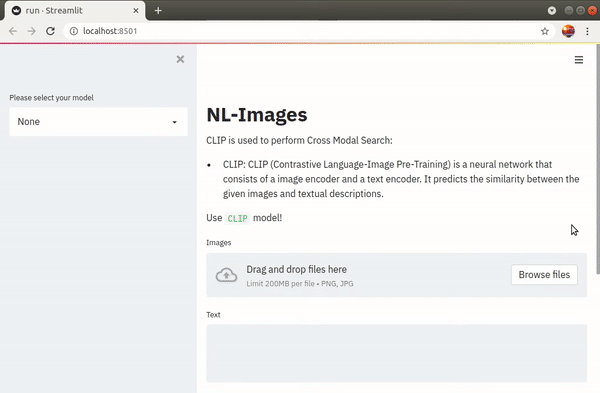 run · Streamlit
localhost:8501
Please select your model
None
NL-Images
CLIP is used to perform Cross Modal Search:
• CLIP: CLIP (Contrastive Language-Image Pre-Training) is a neural network that
consists of a image encoder and a text encoder. It predicts the similarity between the
given images and textual descriptions.
Use CLIP model!
Images
Drag and drop files here
Limit 200MB per file • PNG, JPG
Browse files
Text